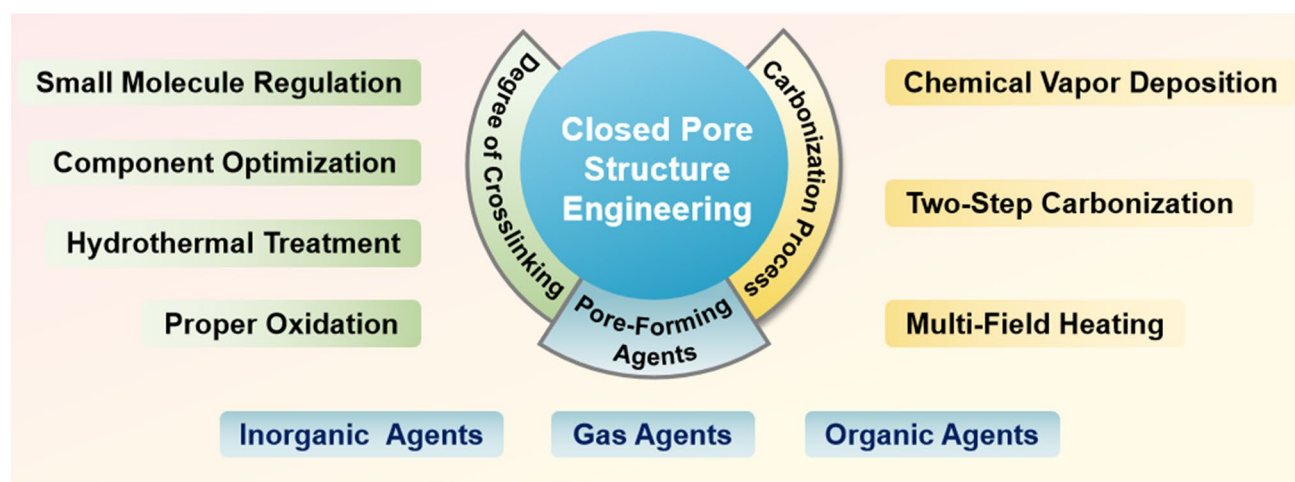 Small Molecule Regulation
Component Optimization
Hydrothermal Treatment
Proper Oxidation
Degree of Crosslinking
Closed Pore
Structure
Engineering
Carbonization Process
Pore-Forming
Agents
Chemical Vapor Deposition
Two-Step Carbonization
Multi-Field Heating
Inorganic Agents
Gas Agents
Organic Agents